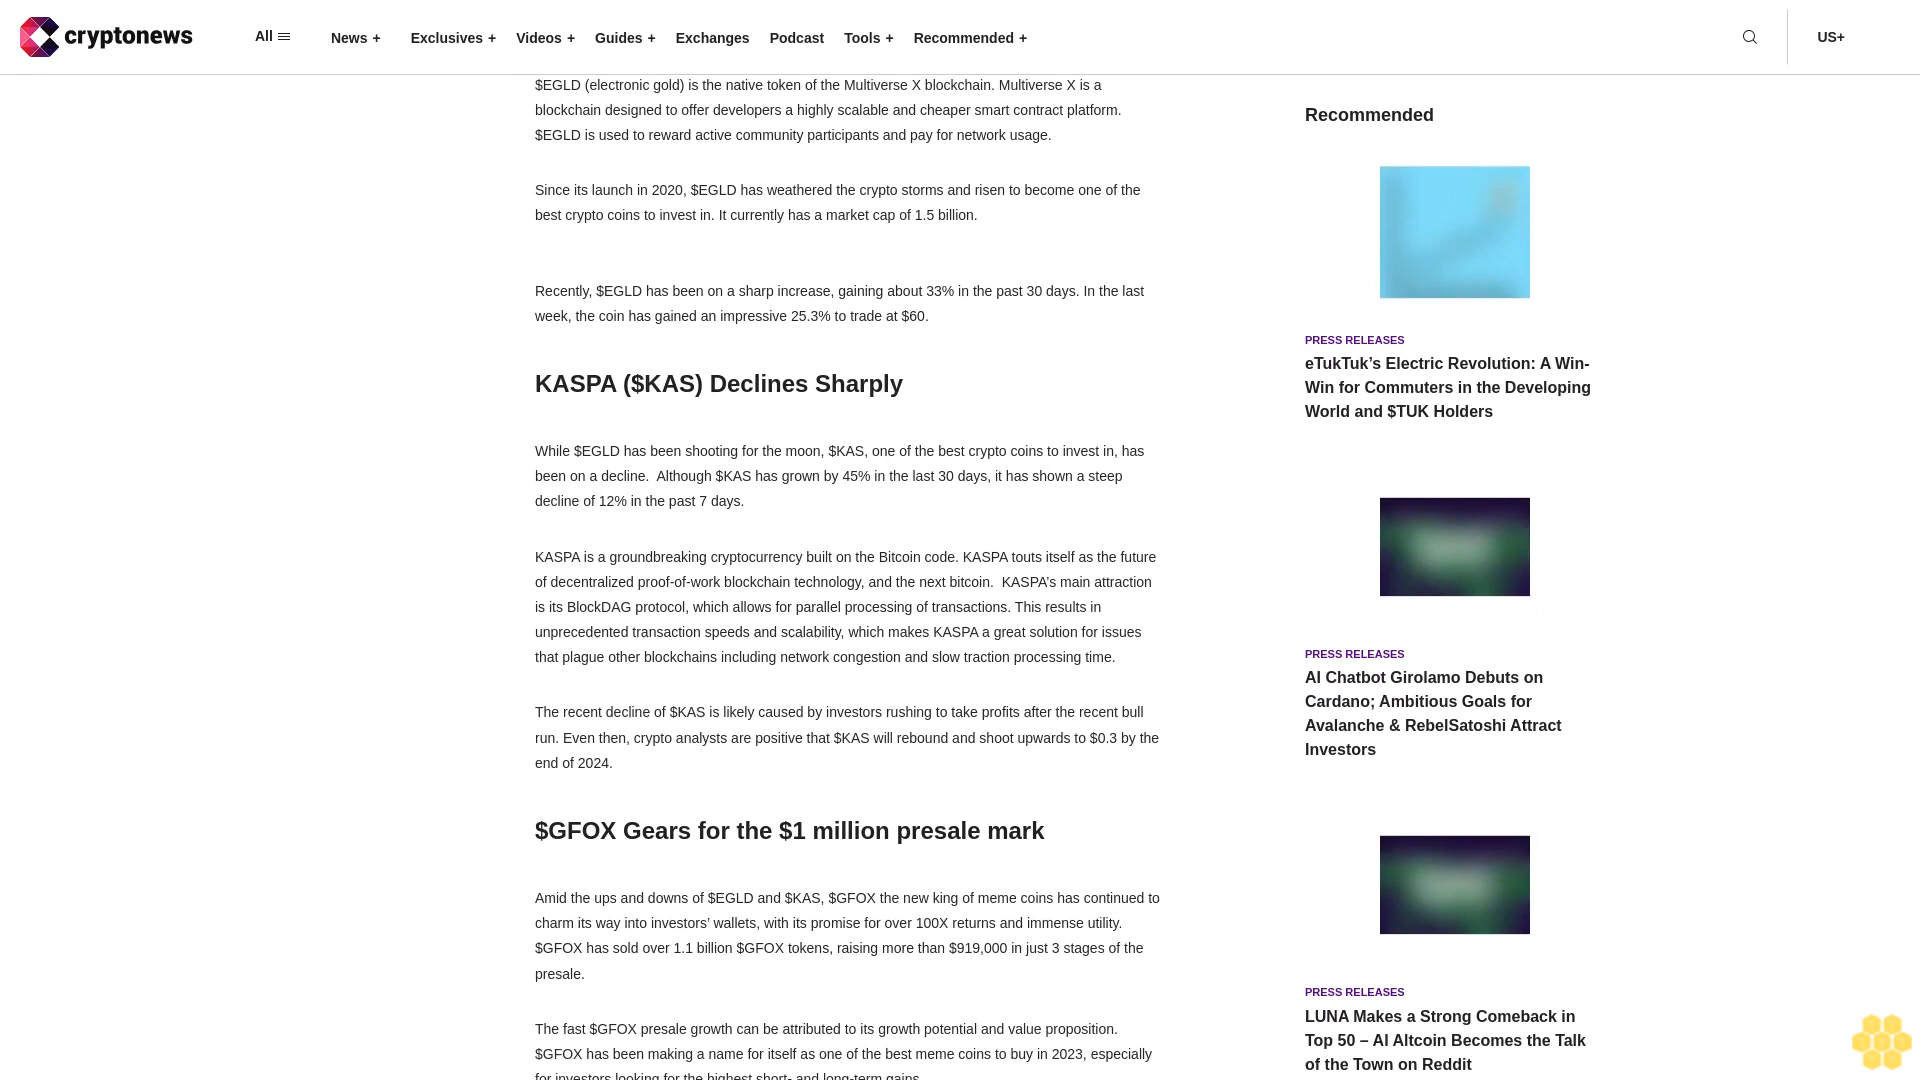 cryptonews
All
News +
Exclusives +
Videos +
Guides +
Exchanges
Podcast
Tools +
Recommended +
US+
$EGLD (electronic gold) is the native token of the Multiverse X blockchain. Multiverse X is a
blockchain designed to offer developers a highly scalable and cheaper smart contract platform.
$EGLD is used to reward active community participants and pay for network usage.
Since its launch in 2020, $EGLD has weathered the crypto storms and risen to become one of the
best crypto coins to invest in. It currently has a market cap of 1.5 billion.
Recently, $EGLD has been on a sharp increase, gaining about 33% in the past 30 days. In the last
week, the coin has gained an impressive 25.3% to trade at $60.
KASPA ($KAS) Declines Sharply
While $EGLD has been shooting for the moon, $KAS, one of the best crypto coins to invest in, has
been on a decline.  Although $KAS has grown by 45% in the last 30 days, it has shown a steep
decline of 12% in the past 7 days.
KASPA is a groundbreaking cryptocurrency built on the Bitcoin code. KASPA touts itself as the future
of decentralized proof-of-work blockchain technology, and the next bitcoin.  KASPA’s main attraction
is its BlockDAG protocol, which allows for parallel processing of transactions. This results in
unprecedented transaction speeds and scalability, which makes KASPA a great solution for issues
that plague other blockchains including network congestion and slow traction processing time.
The recent decline of $KAS is likely caused by investors rushing to take profits after the recent bull
run. Even then, crypto analysts are positive that $KAS will rebound and shoot upwards to $0.3 by the
end of 2024.
$GFOX Gears for the $1 million presale mark
Amid the ups and downs of $EGLD and $KAS, $GFOX the new king of meme coins has continued to
charm its way into investors’ wallets, with its promise for over 100X returns and immense utility.
$GFOX has sold over 1.1 billion $GFOX tokens, raising more than $919,000 in just 3 stages of the
presale.
The fast $GFOX presale growth can be attributed to its growth potential and value proposition.
$GFOX has been making a name for itself as one of the best meme coins to buy in 2023, especially
for investors looking for the highest short- and long-term gains.
Recommended
PRESS RELEASES
eTukTuk’s Electric Revolution: A Win-
Win for Commuters in the Developing
World and $TUK Holders
PRESS RELEASES
AI Chatbot Girolamo Debuts on
Cardano; Ambitious Goals for
Avalanche & RebelSatoshi Attract
Investors
PRESS RELEASES
LUNA Makes a Strong Comeback in
Top 50 – AI Altcoin Becomes the Talk
of the Town on Reddit